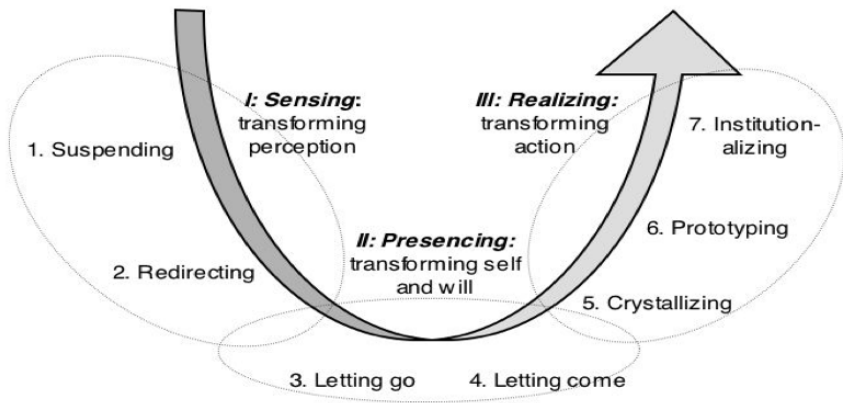 I: Sensing:
transforming
perception
1. Suspending
2. Redirecting
II: Presencing:
transforming self
and will
3. Letting go
4. Letting come
III: Realizing:
transforming
action
5. Crystallizing
6. Prototyping
7. Institution-
alizing